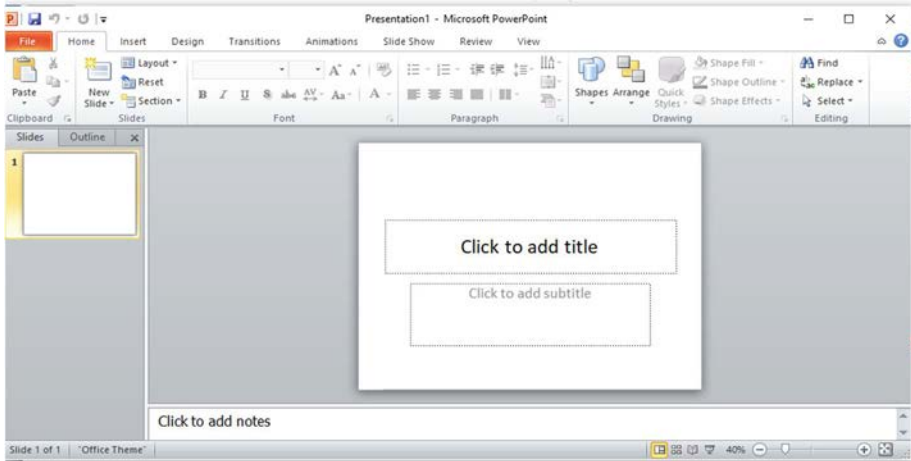 Presentation1 - Microsoft PowerPoint
File Home Insert Design Transitions Animations Slide Show Review View
Paste
New Slide
Layout
Reset
Section
B I U S abc AV Aa A
Shapes Arrange Quick Styles
Shape Fill
Shape Outline
Shape Effects
Find
Replace
Select
Clipboard Slides Font Paragraph Drawing Editing
Slides Outline
1
Click to add title
Click to add subtitle
Click to add notes
Slide 1 of 1 "Office Theme" 40%